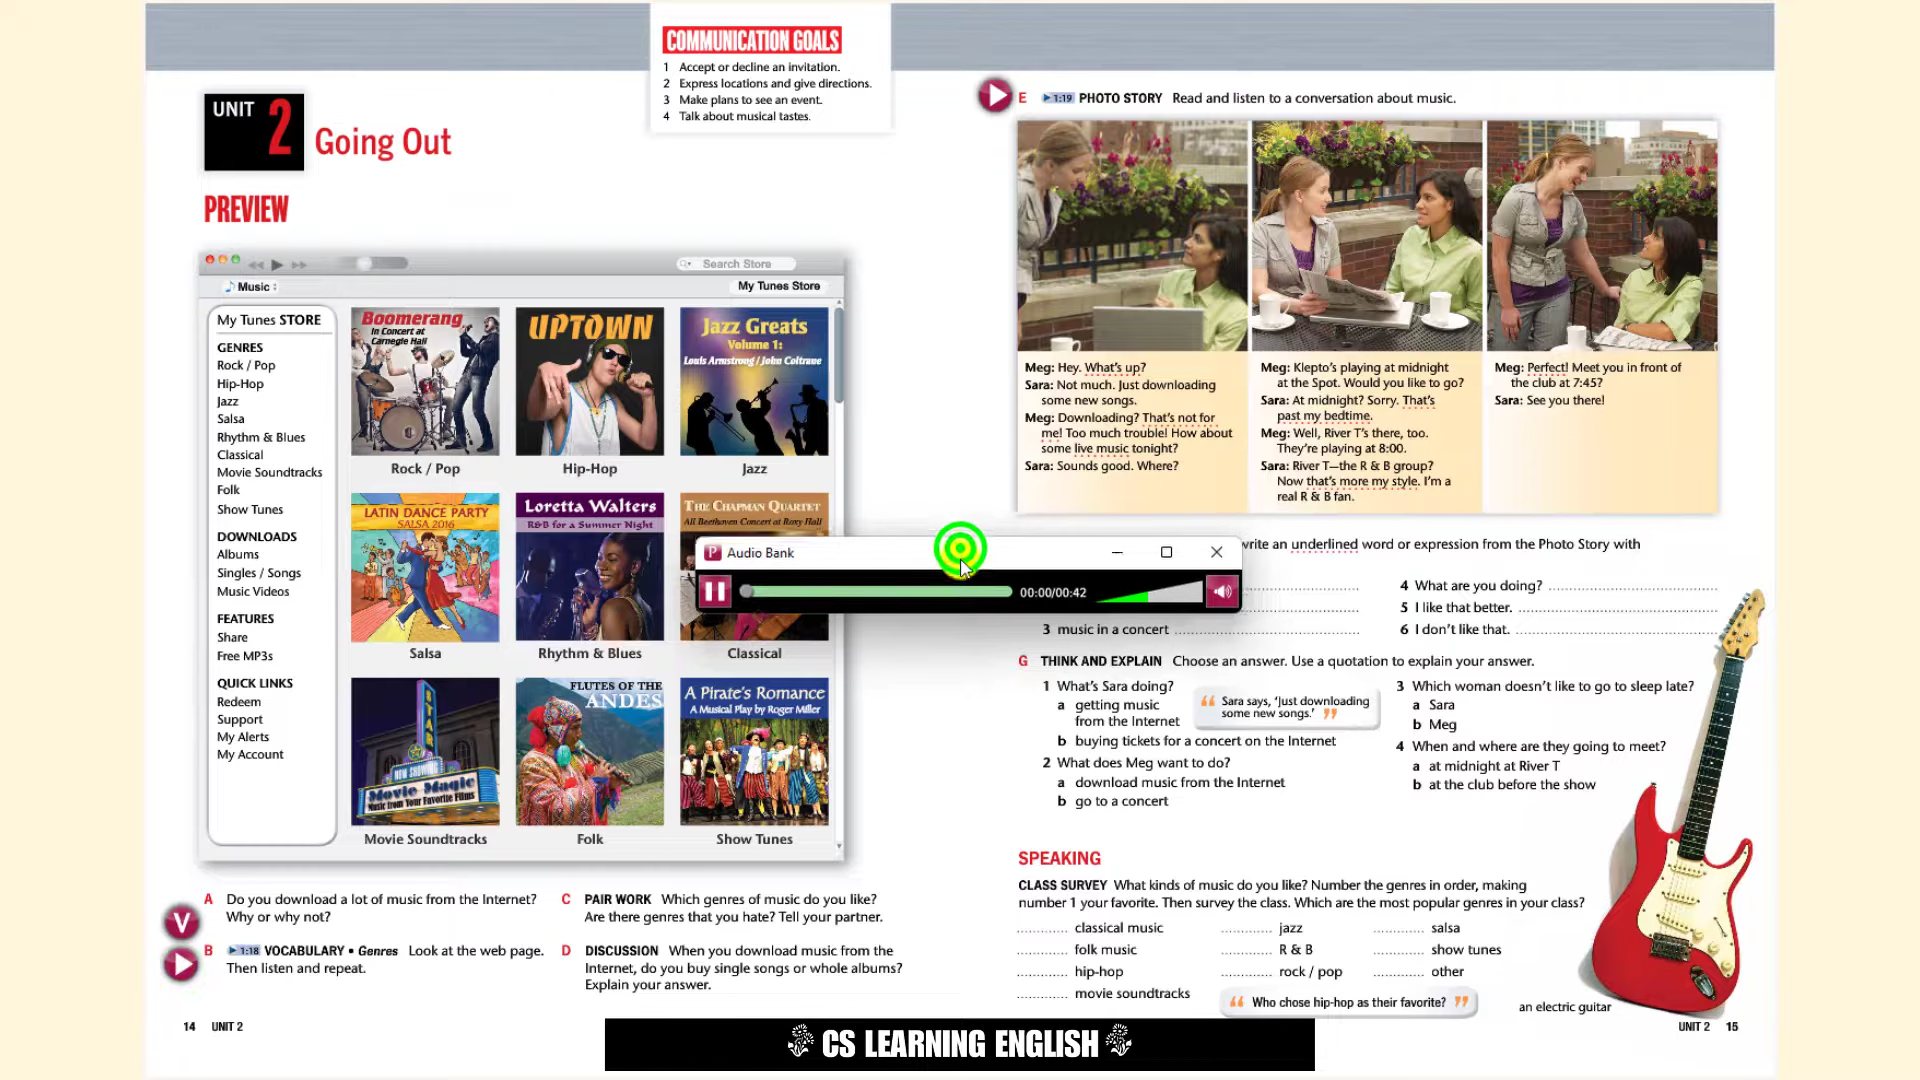 COMMUNICATION GOALS
1 Accept or decline an invitation.
2 Express locations and give directions.
3 Make plans to see an event.
4 Talk about musical tastes.
UNIT 2
Going Out
PREVIEW
Search Store
Music
My Tunes Store
My Tunes STORE
GENRES
Rock / Pop
Hip-Hop
Jazz
Salsa
Rhythm & Blues
Classical
Movie Soundtracks
Folk
Show Tunes
DOWNLOADS
Albums
Singles / Songs
Music Videos
FEATURES
Share
Free MP3s
QUICK LINKS
Redeem
Support
My Alerts
My Account
Boomerang
In Concert at
Carnegie Hall
Rock / Pop
UPTOWN
Hip-Hop
Jazz Greats
Volume 1:
Louis Armstrong / John Coltrane
Jazz
LATIN DANCE PARTY
SALSA 2016
Salsa
Loretta Walters
R&B for a Summer Night
Rhythm & Blues
THE CHAPMAN QUARTET
All Beethoven Concert at Roxy Hall
Classical
STAR
NOW SHOWING
Movie Magic
Music from Your Favorite Films
Movie Soundtracks
FLUTES OF THE
ANDES
Folk
A Pirate's Romance
A Musical Play by Roger Miller
Show Tunes
A Do you download a lot of music from the Internet?
Why or why not?
V
B 1:18 VOCABULARY • Genres Look at the web page.
Then listen and repeat.
C PAIR WORK Which genres of music do you like?
Are there genres that you hate? Tell your partner.
D DISCUSSION When you download music from the
Internet, do you buy single songs or whole albums?
Explain your answer.
14 UNIT 2
E 1:19 PHOTO STORY Read and listen to a conversation about music.
Meg: Hey. What's up?
Sara: Not much. Just downloading
some new songs.
Meg: Downloading? That's not for
me! Too much trouble! How about
some live music tonight?
Sara: Sounds good. Where?
Meg: Klepto's playing at midnight
at the Spot. Would you like to go?
Sara: At midnight? Sorry. That's
past my bedtime.
Meg: Well, River T's there, too.
They're playing at 8:00.
Sara: River T—the R & B group?
Now that's more my style. I'm a
real R & B fan.
Meg: Perfect! Meet you in front of
the club at 7:45?
Sara: See you there!
P Audio Bank
00:00/00:42
write an underlined word or expression from the Photo Story with
3 music in a concert
4 What are you doing?
5 I like that better.
6 I don't like that.
G THINK AND EXPLAIN Choose an answer. Use a quotation to explain your answer.
1 What's Sara doing?
a getting music
from the Internet
b buying tickets for a concert on the Internet
“ Sara says, 'Just downloading
some new songs.' ”
2 What does Meg want to do?
a download music from the Internet
b go to a concert
3 Which woman doesn't like to go to sleep late?
a Sara
b Meg
4 When and where are they going to meet?
a at midnight at River T
b at the club before the show
SPEAKING
CLASS SURVEY What kinds of music do you like? Number the genres in order, making
number 1 your favorite. Then survey the class. Which are the most popular genres in your class?
classical music
folk music
hip-hop
movie soundtracks
jazz
R & B
rock / pop
salsa
show tunes
other
“ Who chose hip-hop as their favorite? ”
an electric guitar
UNIT 2 15
CS LEARNING ENGLISH